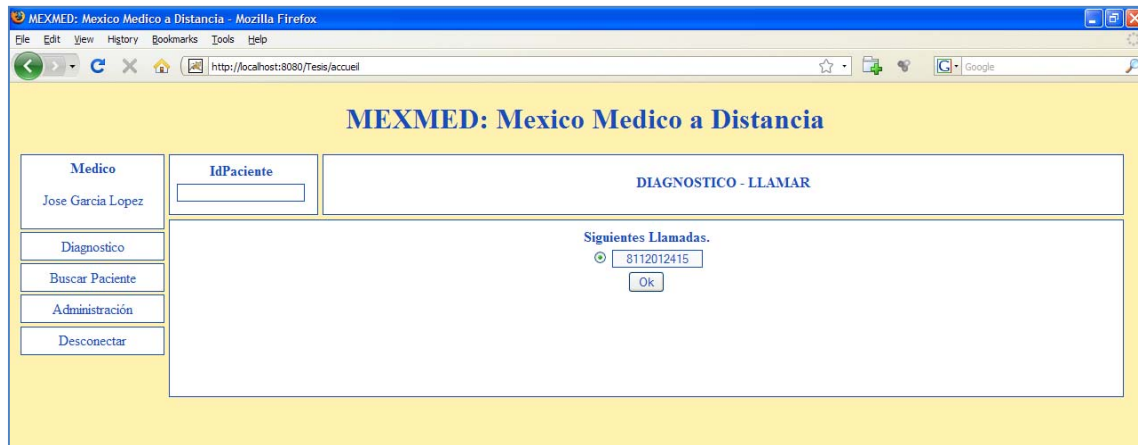 MEXMED: Mexico Medico a Distancia - Mozilla Firefox
File Edit View History Bookmarks Tools Help
http://localhost:8080/Tesis/accueil
Google
MEXMED: Mexico Medico a Distancia
Medico
Jose Garcia Lopez
IdPaciente
DIAGNOSTICO - LLAMAR
Diagnostico
Buscar Paciente
Administración
Desconectar
Siguientes Llamadas.
8112012415
Ok